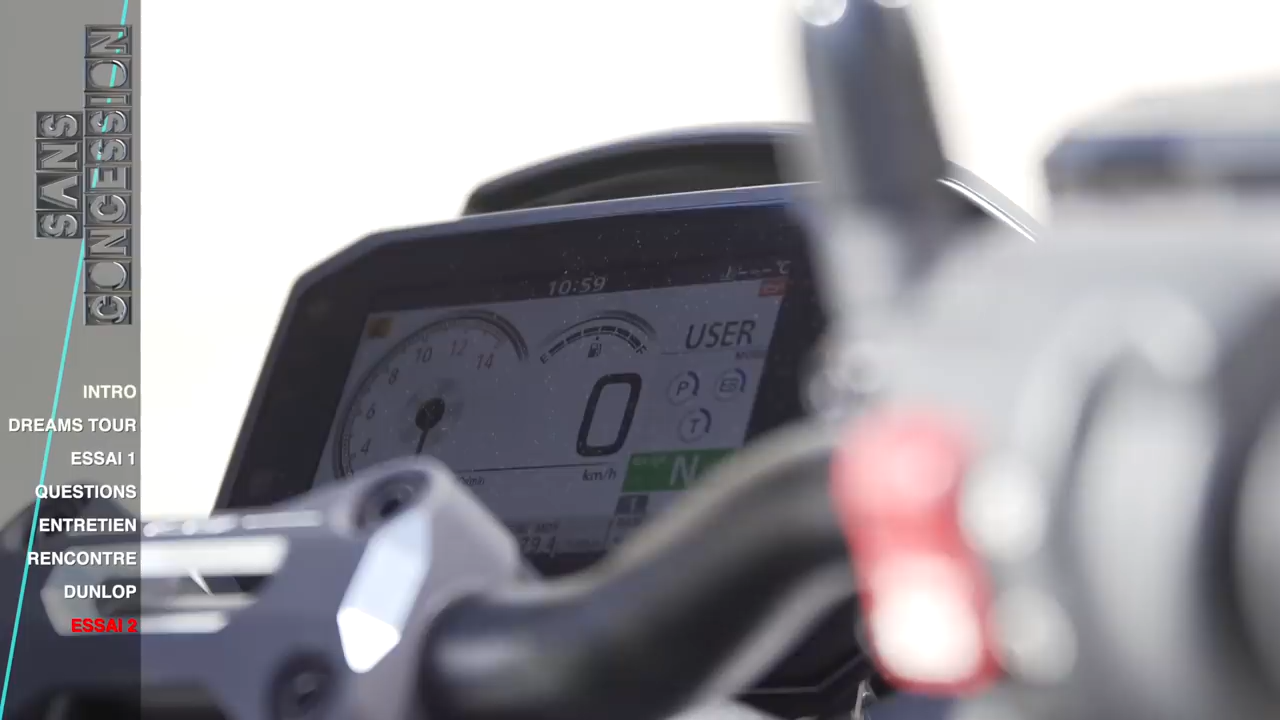 SANS
CONCESSION
INTRO
DREAMS TOUR
ESSAI 1
QUESTIONS
ENTRETIEN
RENCONTRE
DUNLOP
ESSAI 2
10:59
USER
4
6
8
10
12
14
E
F
P
EB
T
0
km/h
N